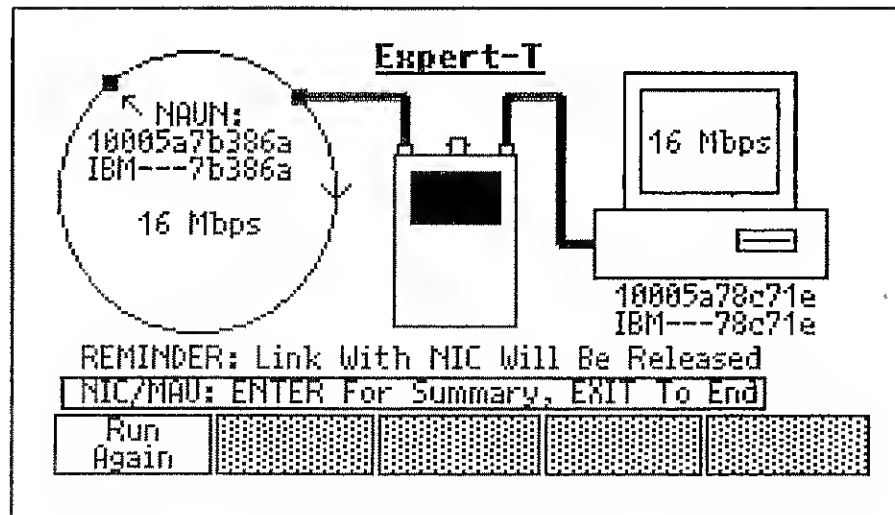 Expert-T
NAUN:
10005a7b386a
IBM---7b386a
16 Mbps
16 Mbps
10005a78c71e
IBM---78c71e
REMINDER: Link With NIC Will Be Released
NIC/MAU: ENTER For Summary, EXIT To End
Run
Again